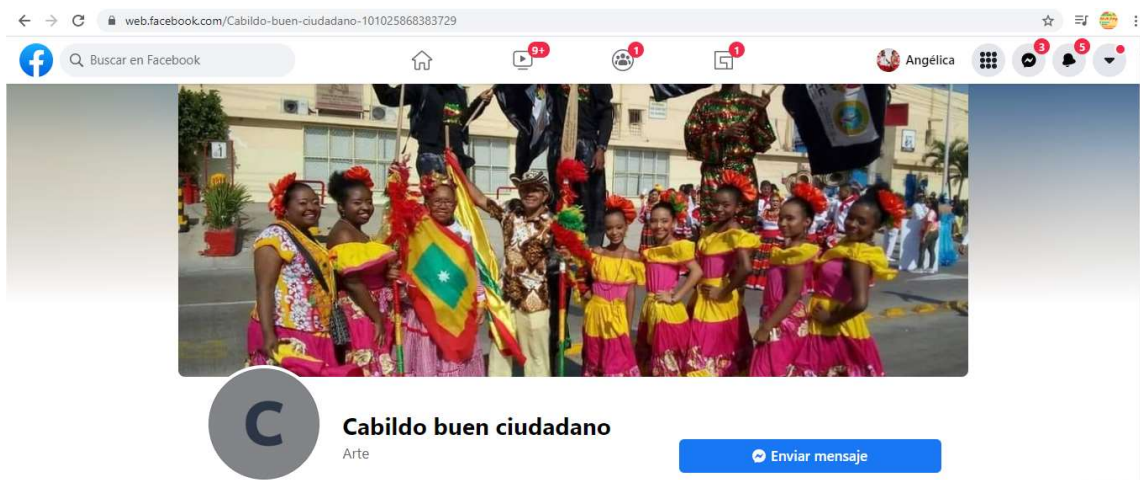 web.facebook.com/Cabildo-buen-ciudadano-101025868383729
Buscar en Facebook
9+
1
1
Angélica
3
5
C
Cabildo buen ciudadano
Arte
Enviar mensaje